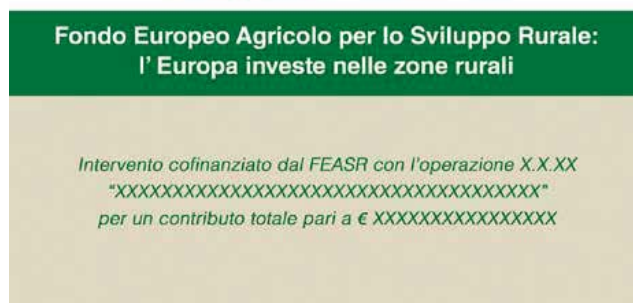 Fondo Europeo Agricolo per lo Sviluppo Rurale:
l' Europa investe nelle zone rurali
Intervento cofinanziato dal FEASR con l'operazione X.X.XX
"XXXXXXXXXXXXXXXXXXXXXXXXXXXXXXXXXXXXX"
per un contributo totale pari a € XXXXXXXXXXXXXXXX